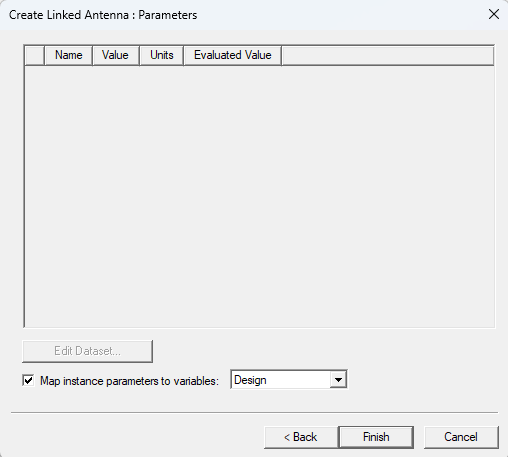 Create Linked Antenna : Parameters
Name Value Units Evaluated Value
Edit Dataset...
Map instance parameters to variables: Design
< Back Finish Cancel